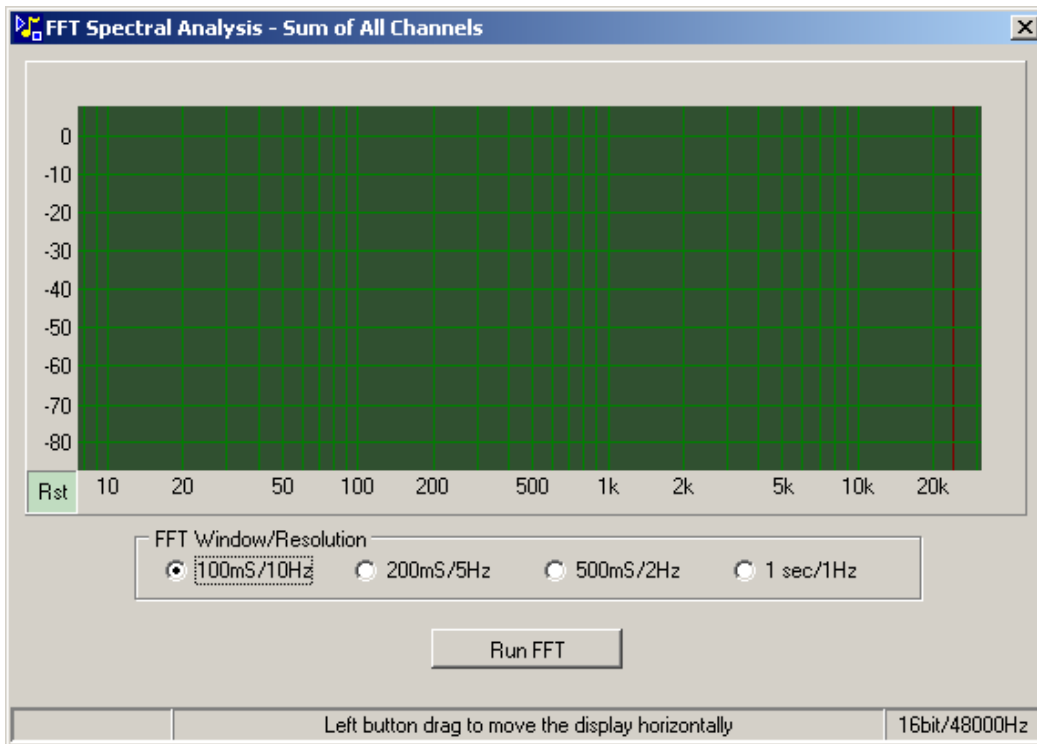 FFT Spectral Analysis - Sum of All Channels
0
-10
-20
-30
-40
-50
-60
-70
-80
Rst 10 20 50 100 200 500 1k 2k 5k 10k 20k
FFT Window/Resolution
100mS/10Hz 200mS/5Hz 500mS/2Hz 1 sec/1Hz
Run FFT
Left button drag to move the display horizontally 16bit/48000Hz